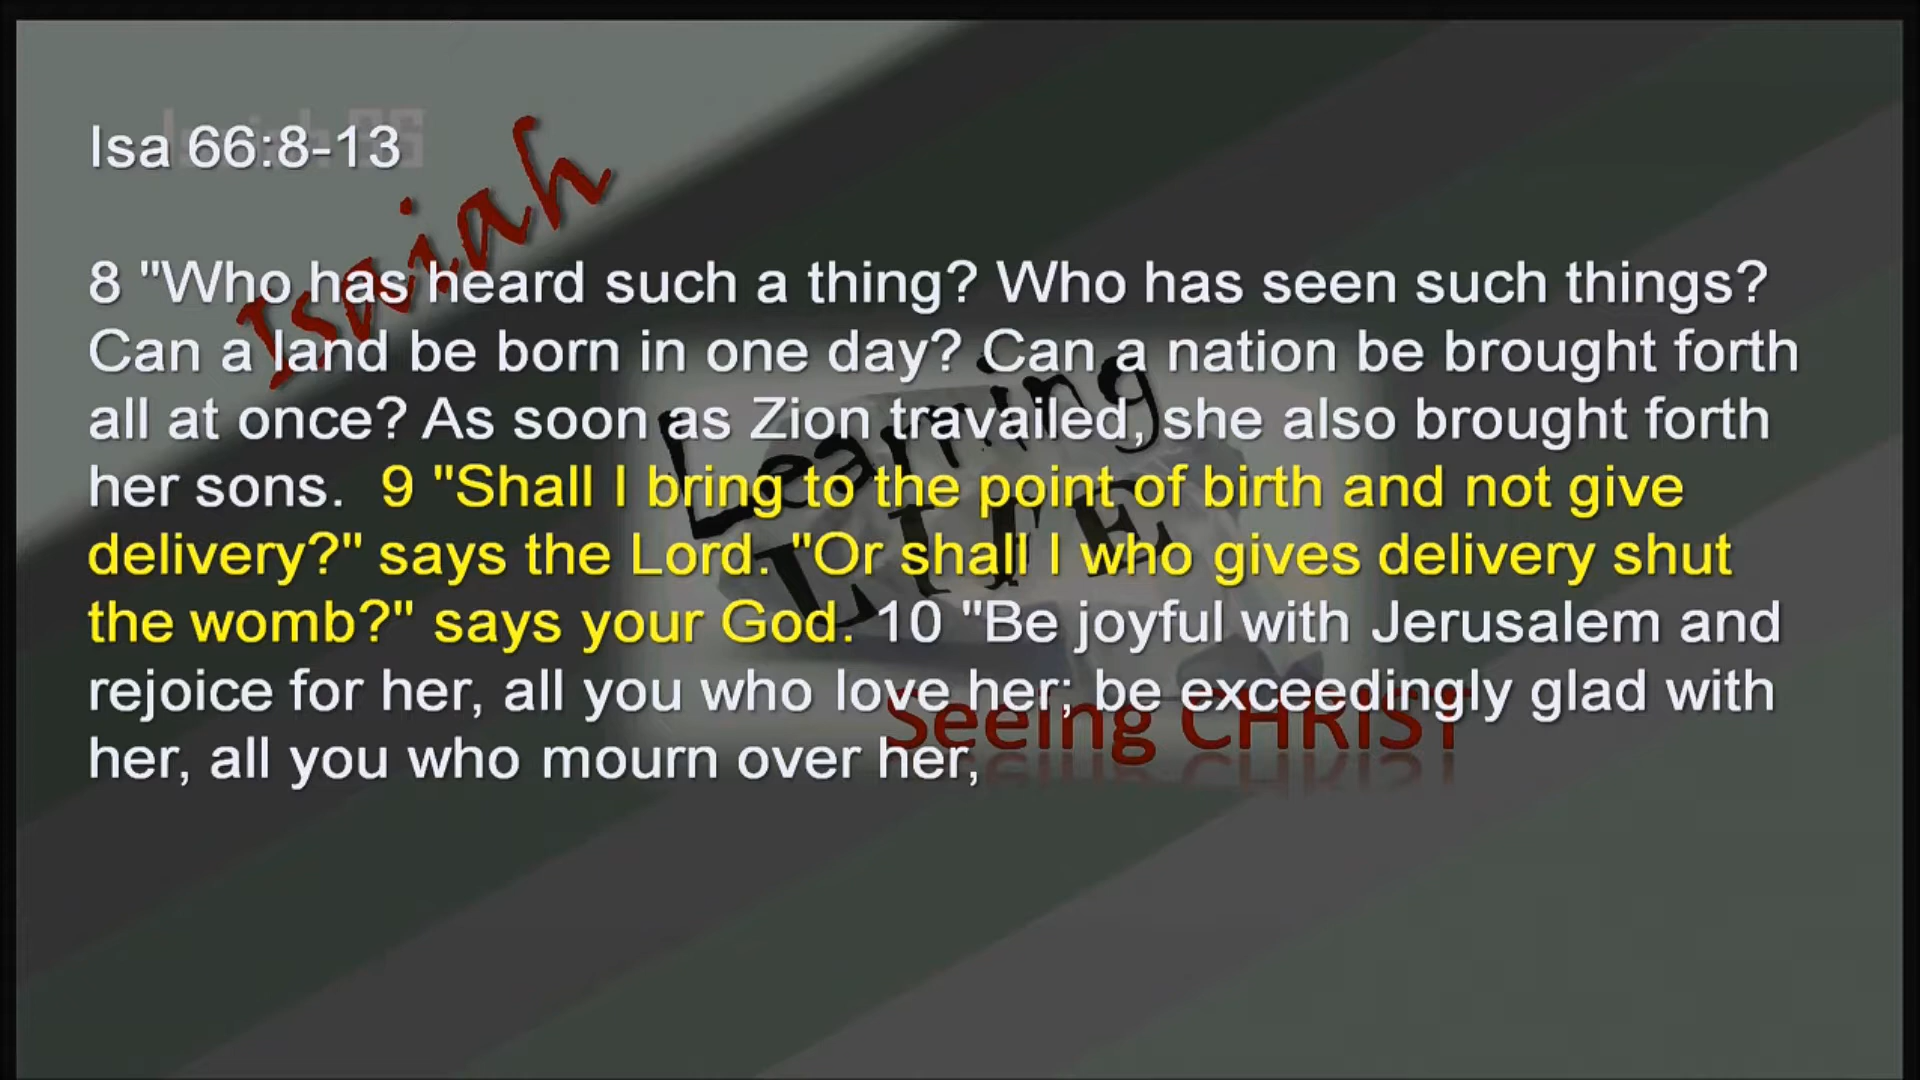 Isa 66:8-13
Isaiah
8 "Who has heard such a thing? Who has seen such things?
Can a land be born in one day? Can a nation be brought forth
all at once? As soon as Zion travailed, she also brought forth
her sons. 9 "Shall I bring to the point of birth and not give
delivery?" says the Lord. "Or shall I who gives delivery shut
the womb?" says your God. 10 "Be joyful with Jerusalem and
rejoice for her, all you who love her; be exceedingly glad with
her, all you who mourn over her,
Learning
LIFE
Seeing CHRIST